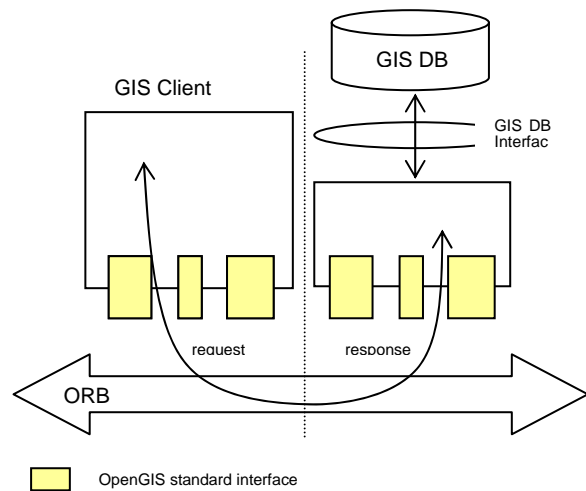 GIS DB
GIS Client
GIS DB
Interfac
request
response
ORB
OpenGIS standard interface